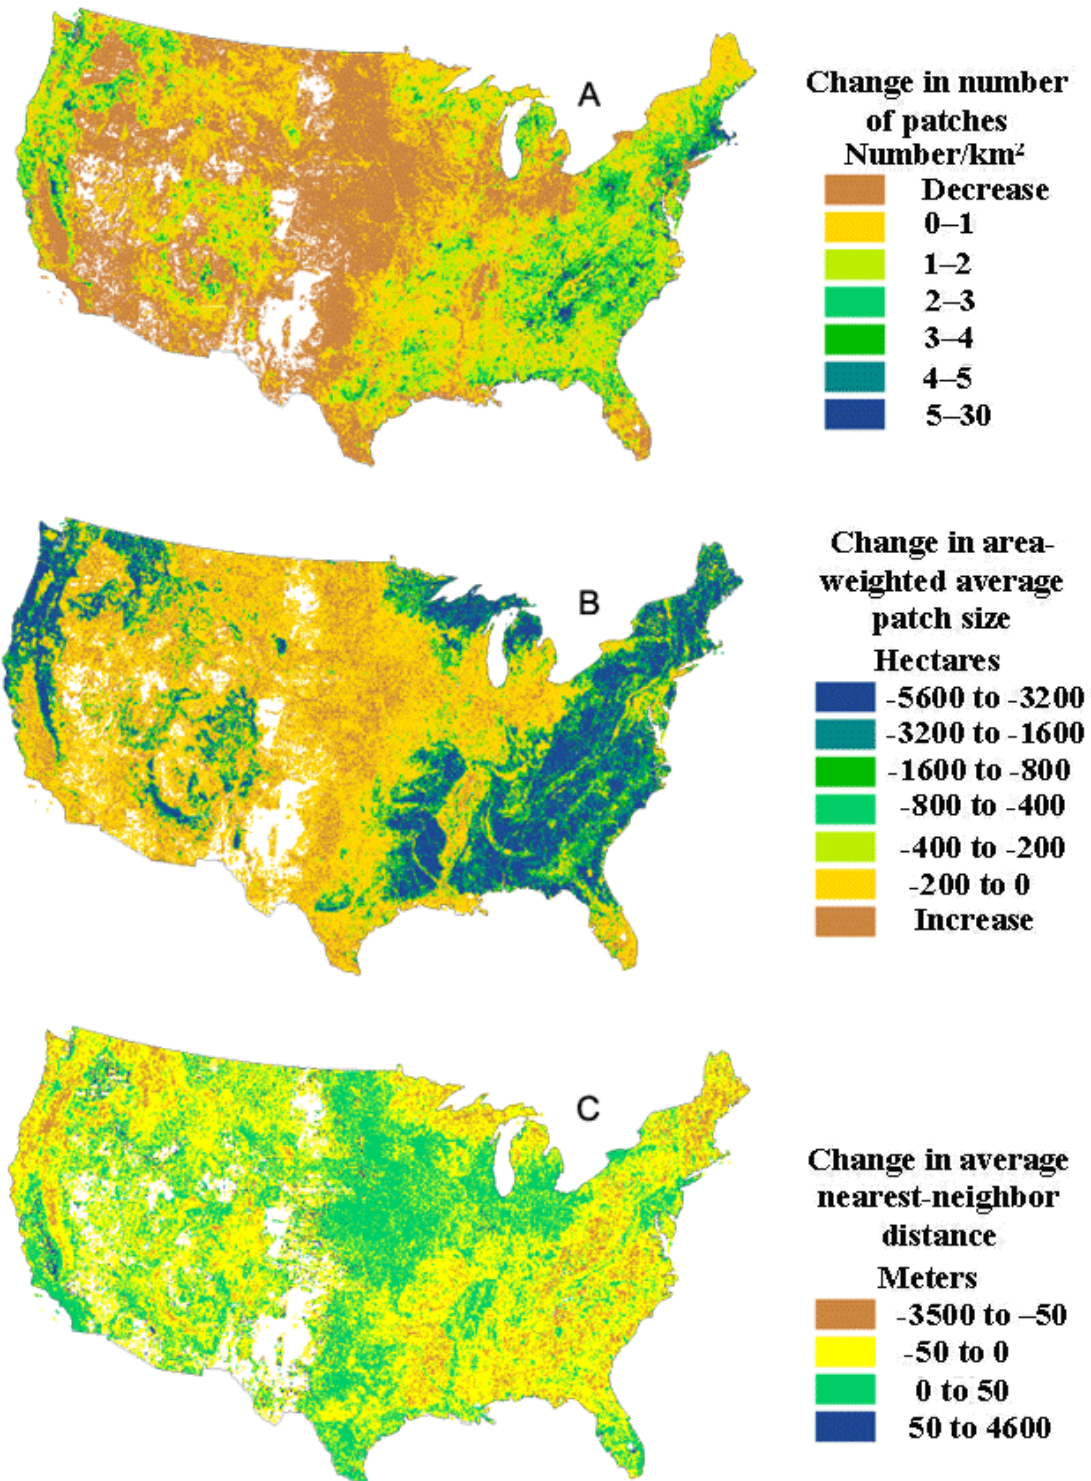 A
Change in number
of patches
Number/km²
Decrease
0–1
1–2
2–3
3–4
4–5
5–30
B
Change in area-
weighted average
patch size
Hectares
-5600 to -3200
-3200 to -1600
-1600 to -800
-800 to -400
-400 to -200
-200 to 0
Increase
C
Change in average
nearest-neighbor
distance
Meters
-3500 to –50
-50 to 0
0 to 50
50 to 4600